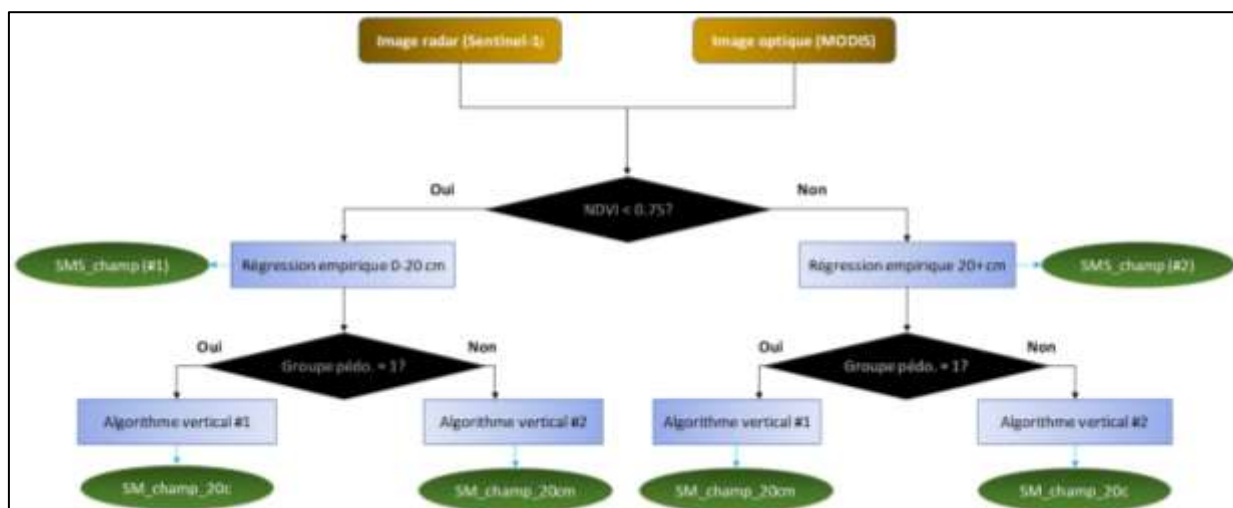 Image radar (Sentinel-1)
Image optique (MODIS)
Oui
Non
NDVI < 0.75?
SMS_champ (#1)
Régression empirique 0-20 cm
Régression empirique 20+ cm
SMS_champ (#2)
Oui
Non
Oui
Non
Groupe pédo. = 1?
Groupe pédo. = 1?
Algorithme vertical #1
Algorithme vertical #2
Algorithme vertical #1
Algorithme vertical #2
SM_champ_20c
SM_champ_20cm
SM_champ_20cm
SM_champ_20c